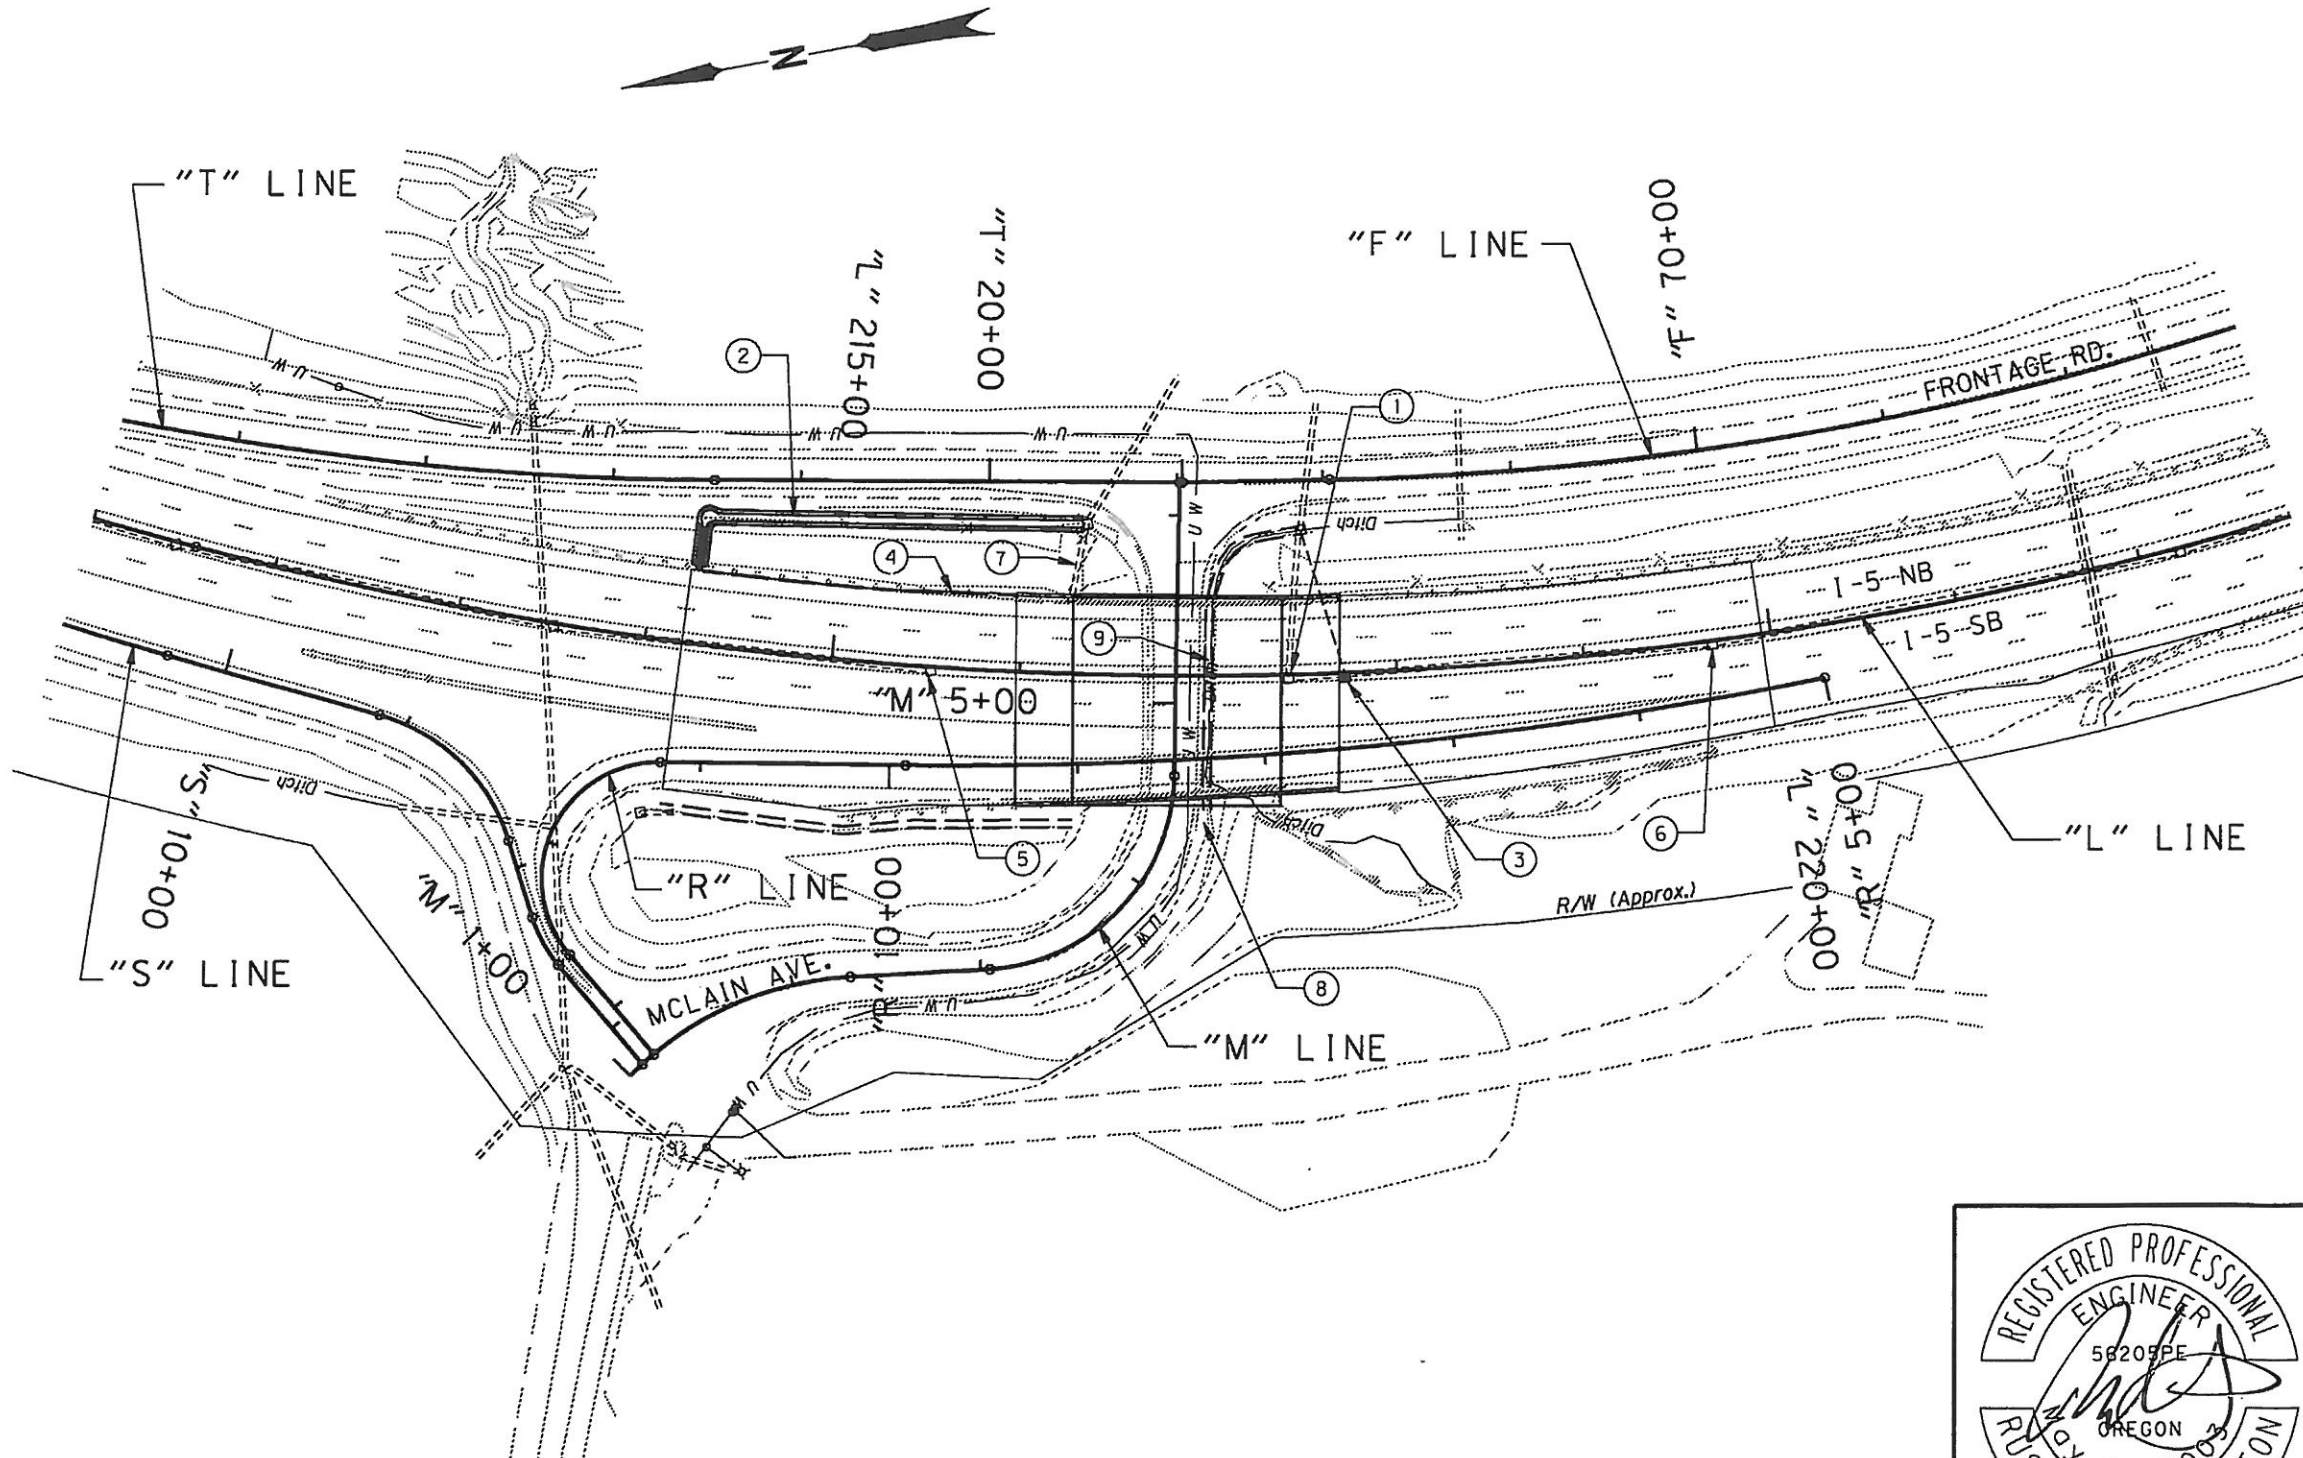 N
"T" LINE
"T" 20+00
"L" 215+00
"F" LINE
"F" 70+00
2
1
FRONTAGE RD.
U W
W U
W U
W U
W U
W U
Ditch
4
7
I-5 NB
I-5 SB
9
"M" 5+00
Ditch
"S" 10+00
"M" 1+00
5
3
6
"L" 220+00
"R" 5+00
"L" LINE
"R" LINE
"R" 10+00
Ditch
R/W (Approx.)
"S" LINE
MCLAIN AVE.
U W
8
"M" LINE
U W
REGISTERED PROFESSIONAL
ENGINEER
56205PE
OREGON